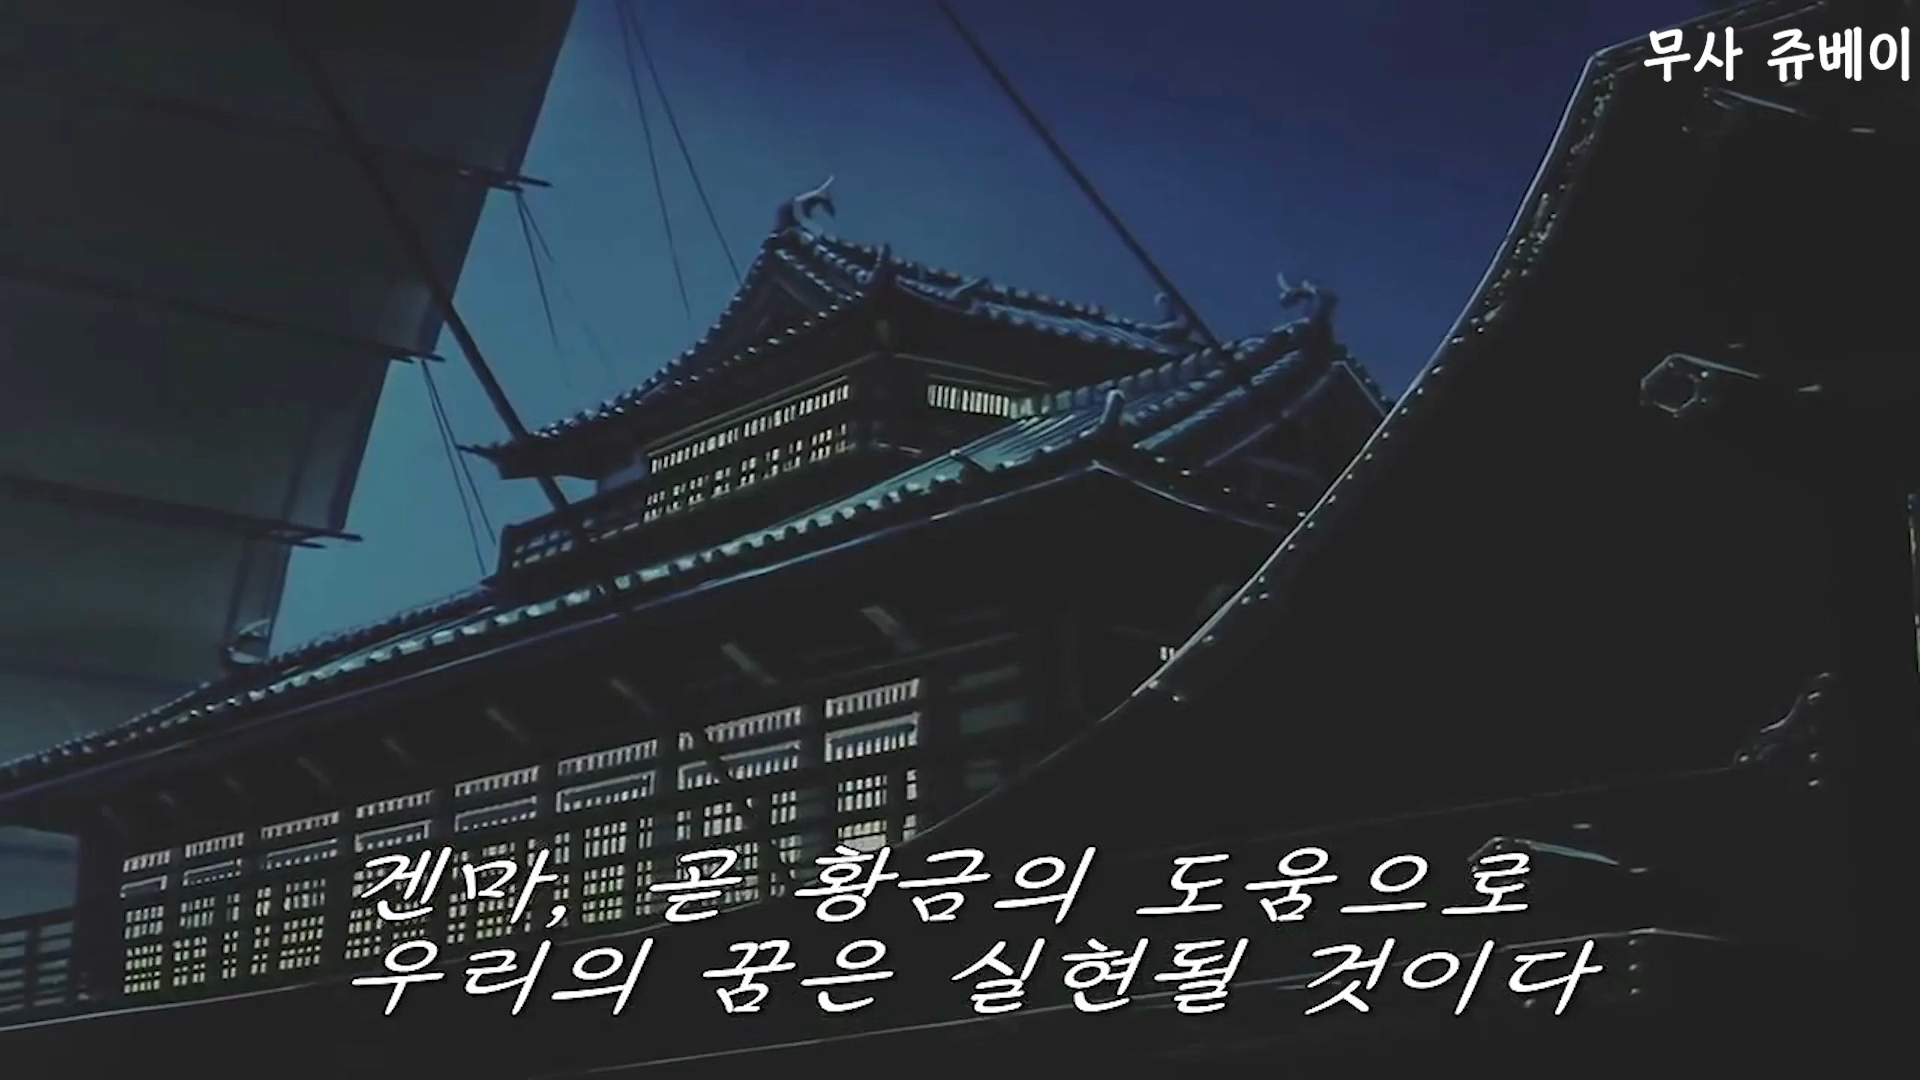 무사 쥬베이
겐마, 곧 황금의 도움으로
우리의 꿈은 실현될 것이다